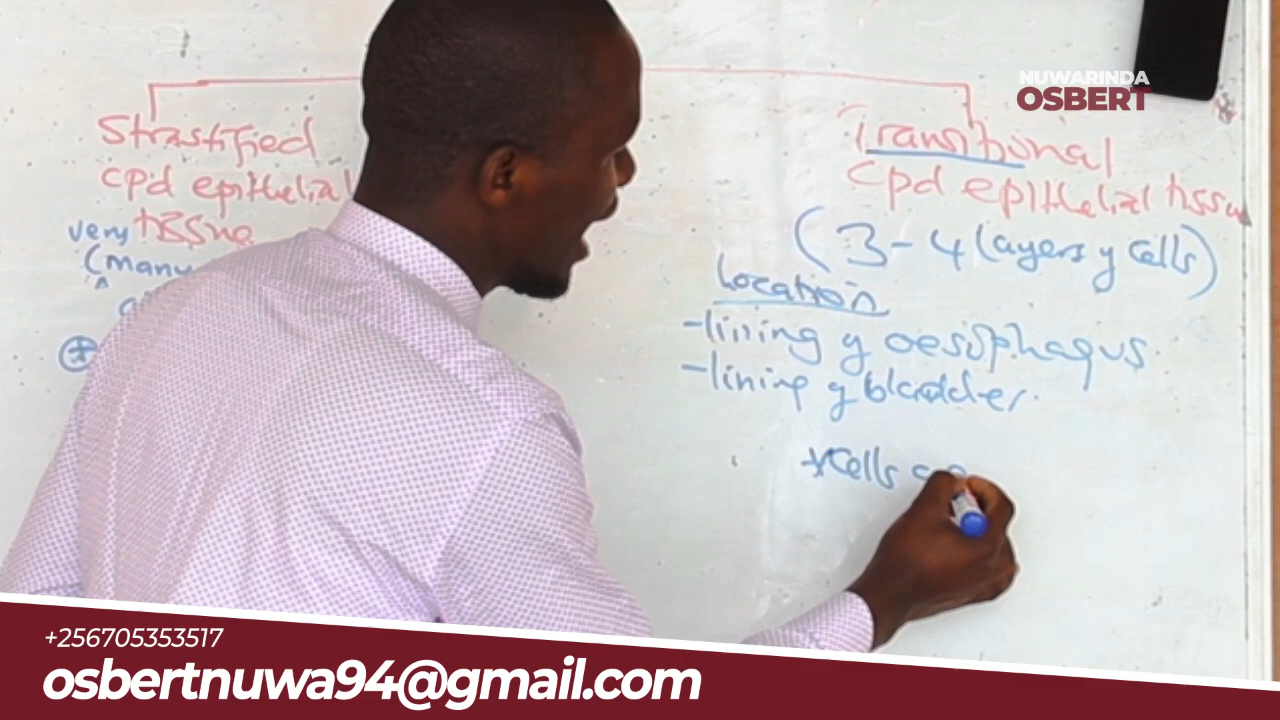 NUWARINDA
OSBERT
Stratified
cpd epithelial
tissue
very
(many
Transitional
cpd epithelial tissue
(3-4 layers of cells)
Location
-lining of oesophagus
-lining of bladder.
*Cells
+256705353517
osbertnuwa94@gmail.com